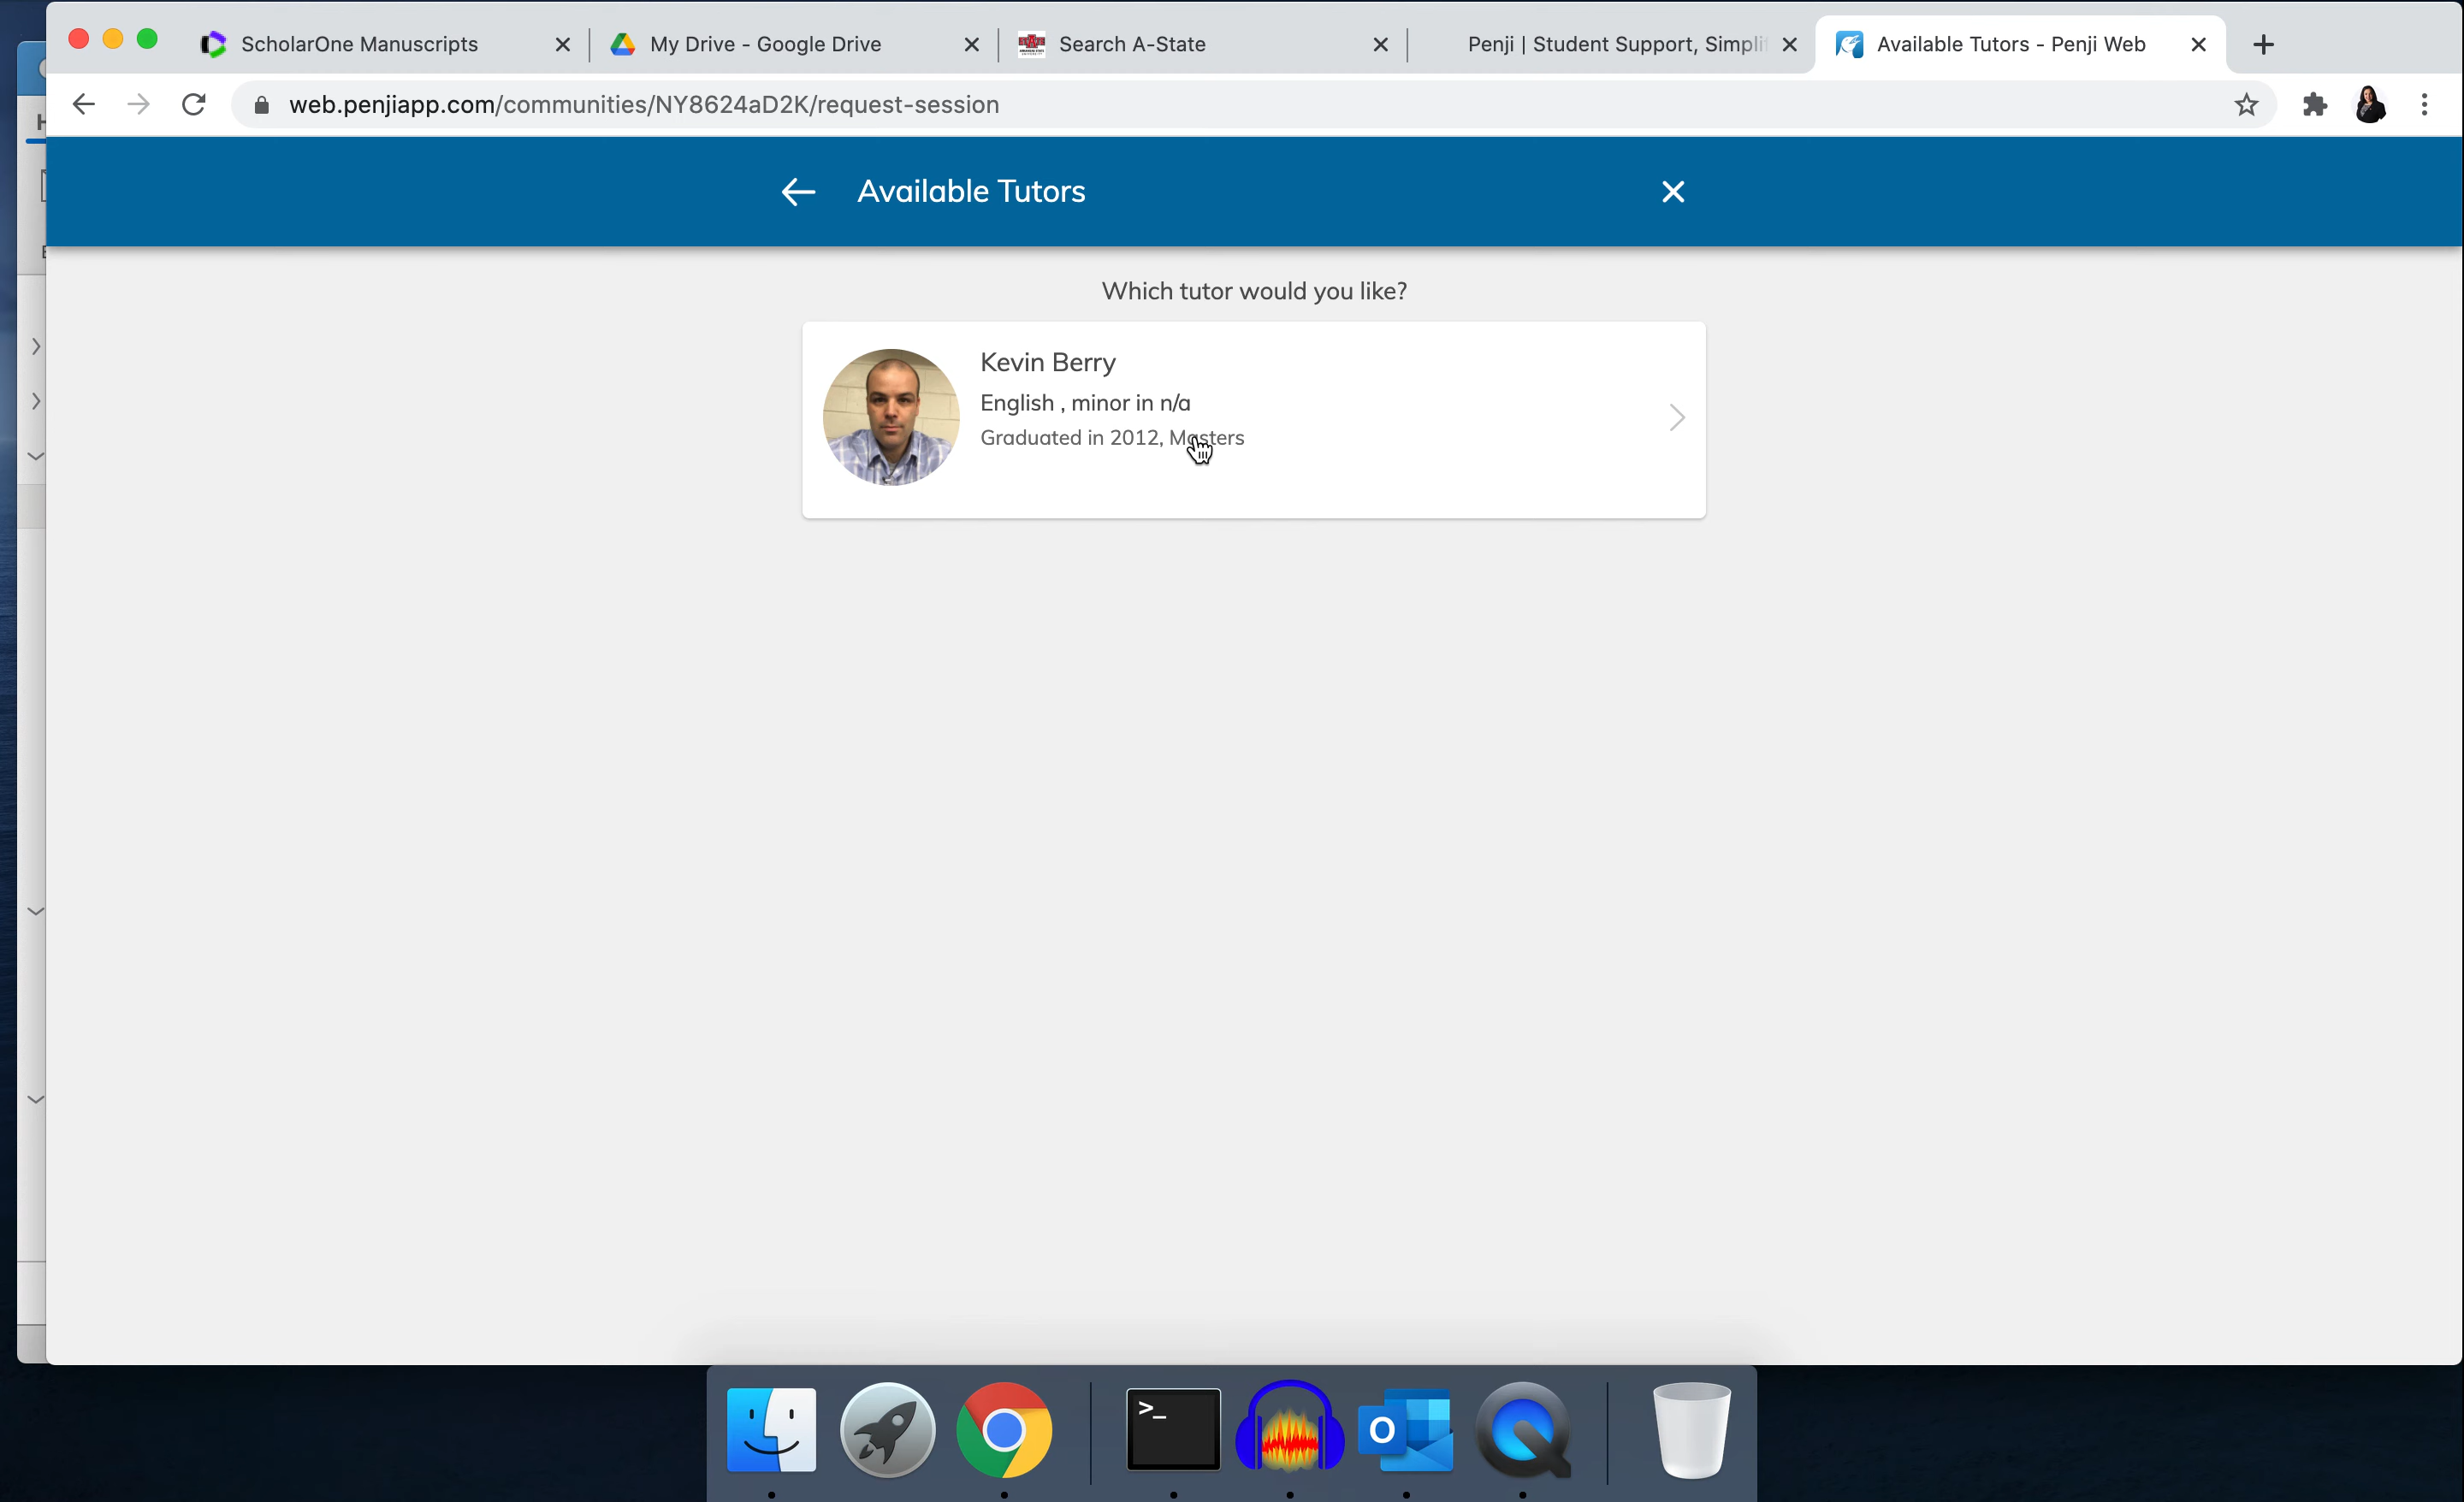 ScholarOne Manuscripts
My Drive - Google Drive
Search A-State
Penji | Student Support, Simpli
Available Tutors - Penji Web
web.penjiapp.com/communities/NY8624aD2K/request-session
Available Tutors
Which tutor would you like?
Kevin Berry
English , minor in n/a
Graduated in 2012, Masters
>_
O